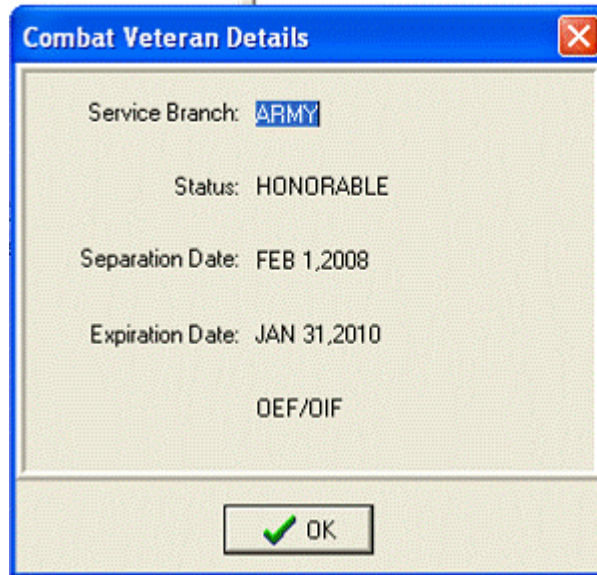 Combat Veteran Details
Service Branch: ARMY
Status: HONORABLE
Separation Date: FEB 1,2008
Expiration Date: JAN 31,2010
OEF/OIF
OK